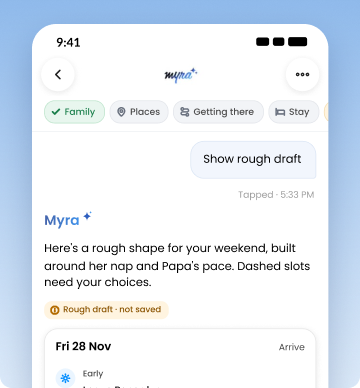 9:41
myra
Family
Places
Getting there
Stay
Show rough draft
Tapped · 5:33 PM
Myra
Here's a rough shape for your weekend, built
around her nap and Papa's pace. Dashed slots
need your choices.
Rough draft · not saved
Fri 28 Nov
Arrive
Early